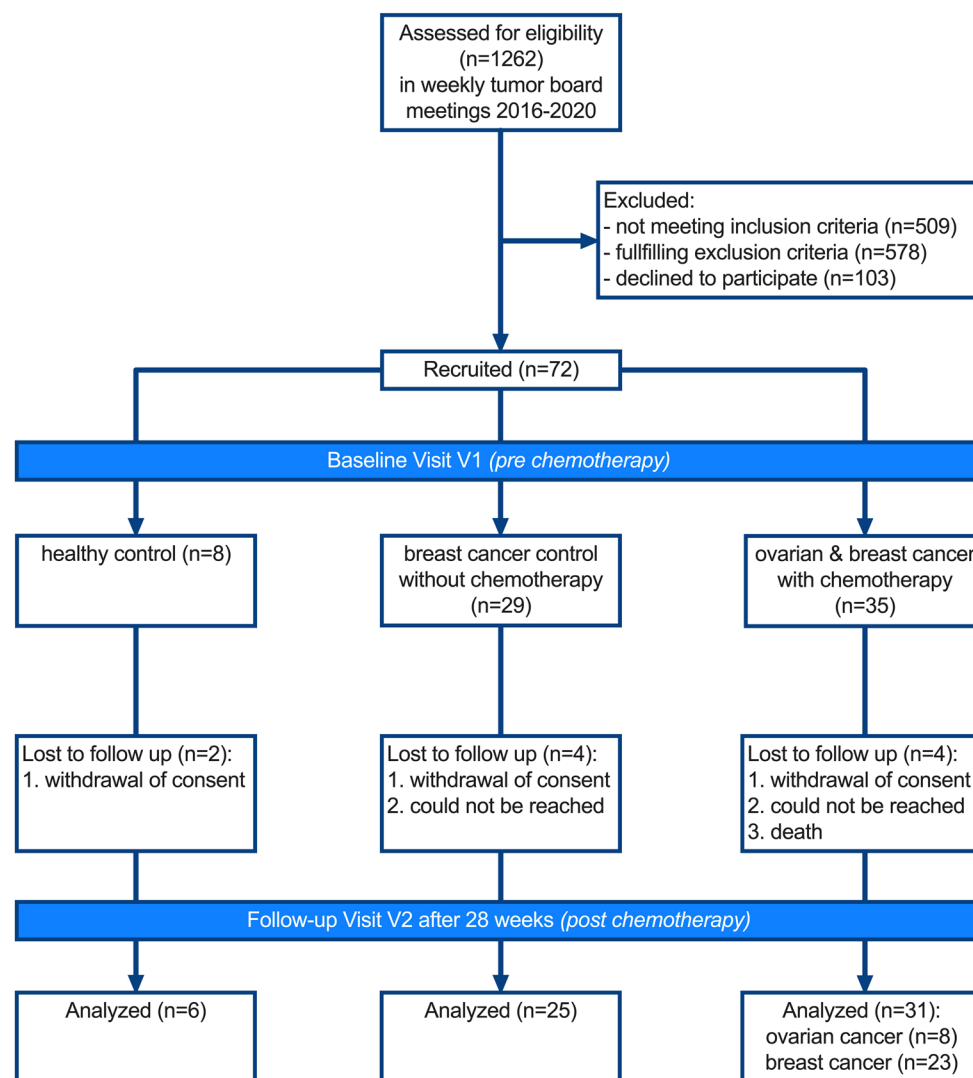 Assessed for eligibility
(n=1262)
in weekly tumor board
meetings 2016-2020
Excluded:
- not meeting inclusion criteria (n=509)
- fullfilling exclusion criteria (n=578)
- declined to participate (n=103)
Recruited (n=72)
Baseline Visit V1 (pre chemotherapy)
healthy control (n=8)
breast cancer control
without chemotherapy
(n=29)
ovarian & breast cancer
with chemotherapy
(n=35)
Lost to follow up (n=2):
1. withdrawal of consent
Lost to follow up (n=4):
1. withdrawal of consent
2. could not be reached
Lost to follow up (n=4):
1. withdrawal of consent
2. could not be reached
3. death
Follow-up Visit V2 after 28 weeks (post chemotherapy)
Analyzed (n=6)
Analyzed (n=25)
Analyzed (n=31):
ovarian cancer (n=8)
breast cancer (n=23)